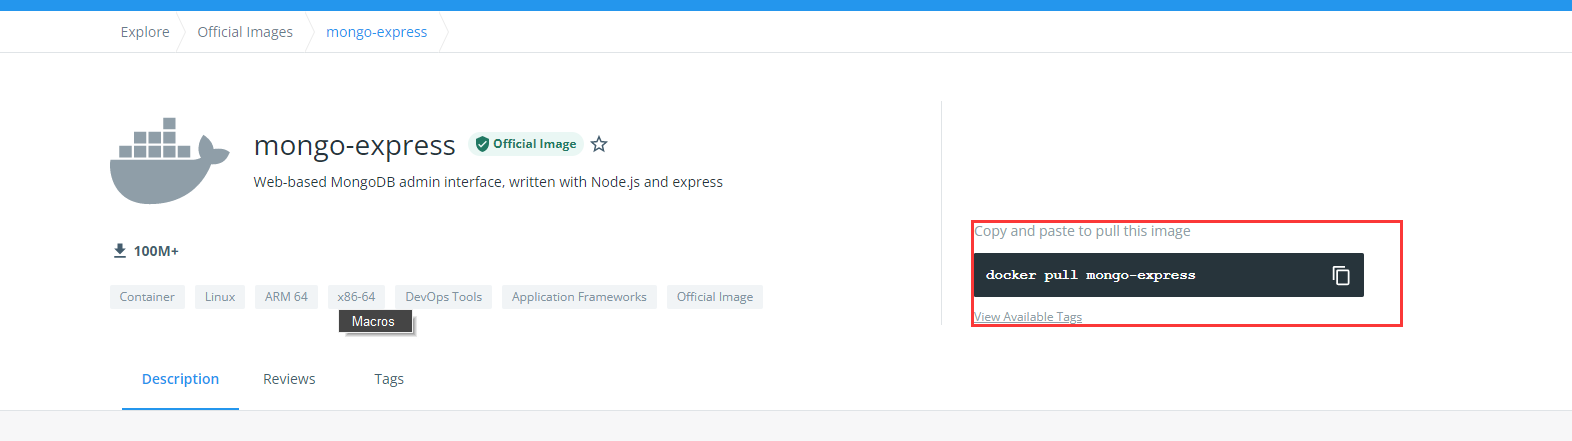 Explore Official Images mongo-express
mongo-express Official Image
Web-based MongoDB admin interface, written with Node.js and express
100M+
Container Linux ARM 64 x86-64 DevOps Tools Application Frameworks Official Image
Macros
Copy and paste to pull this image
docker pull mongo-express
View Available Tags
Description Reviews Tags